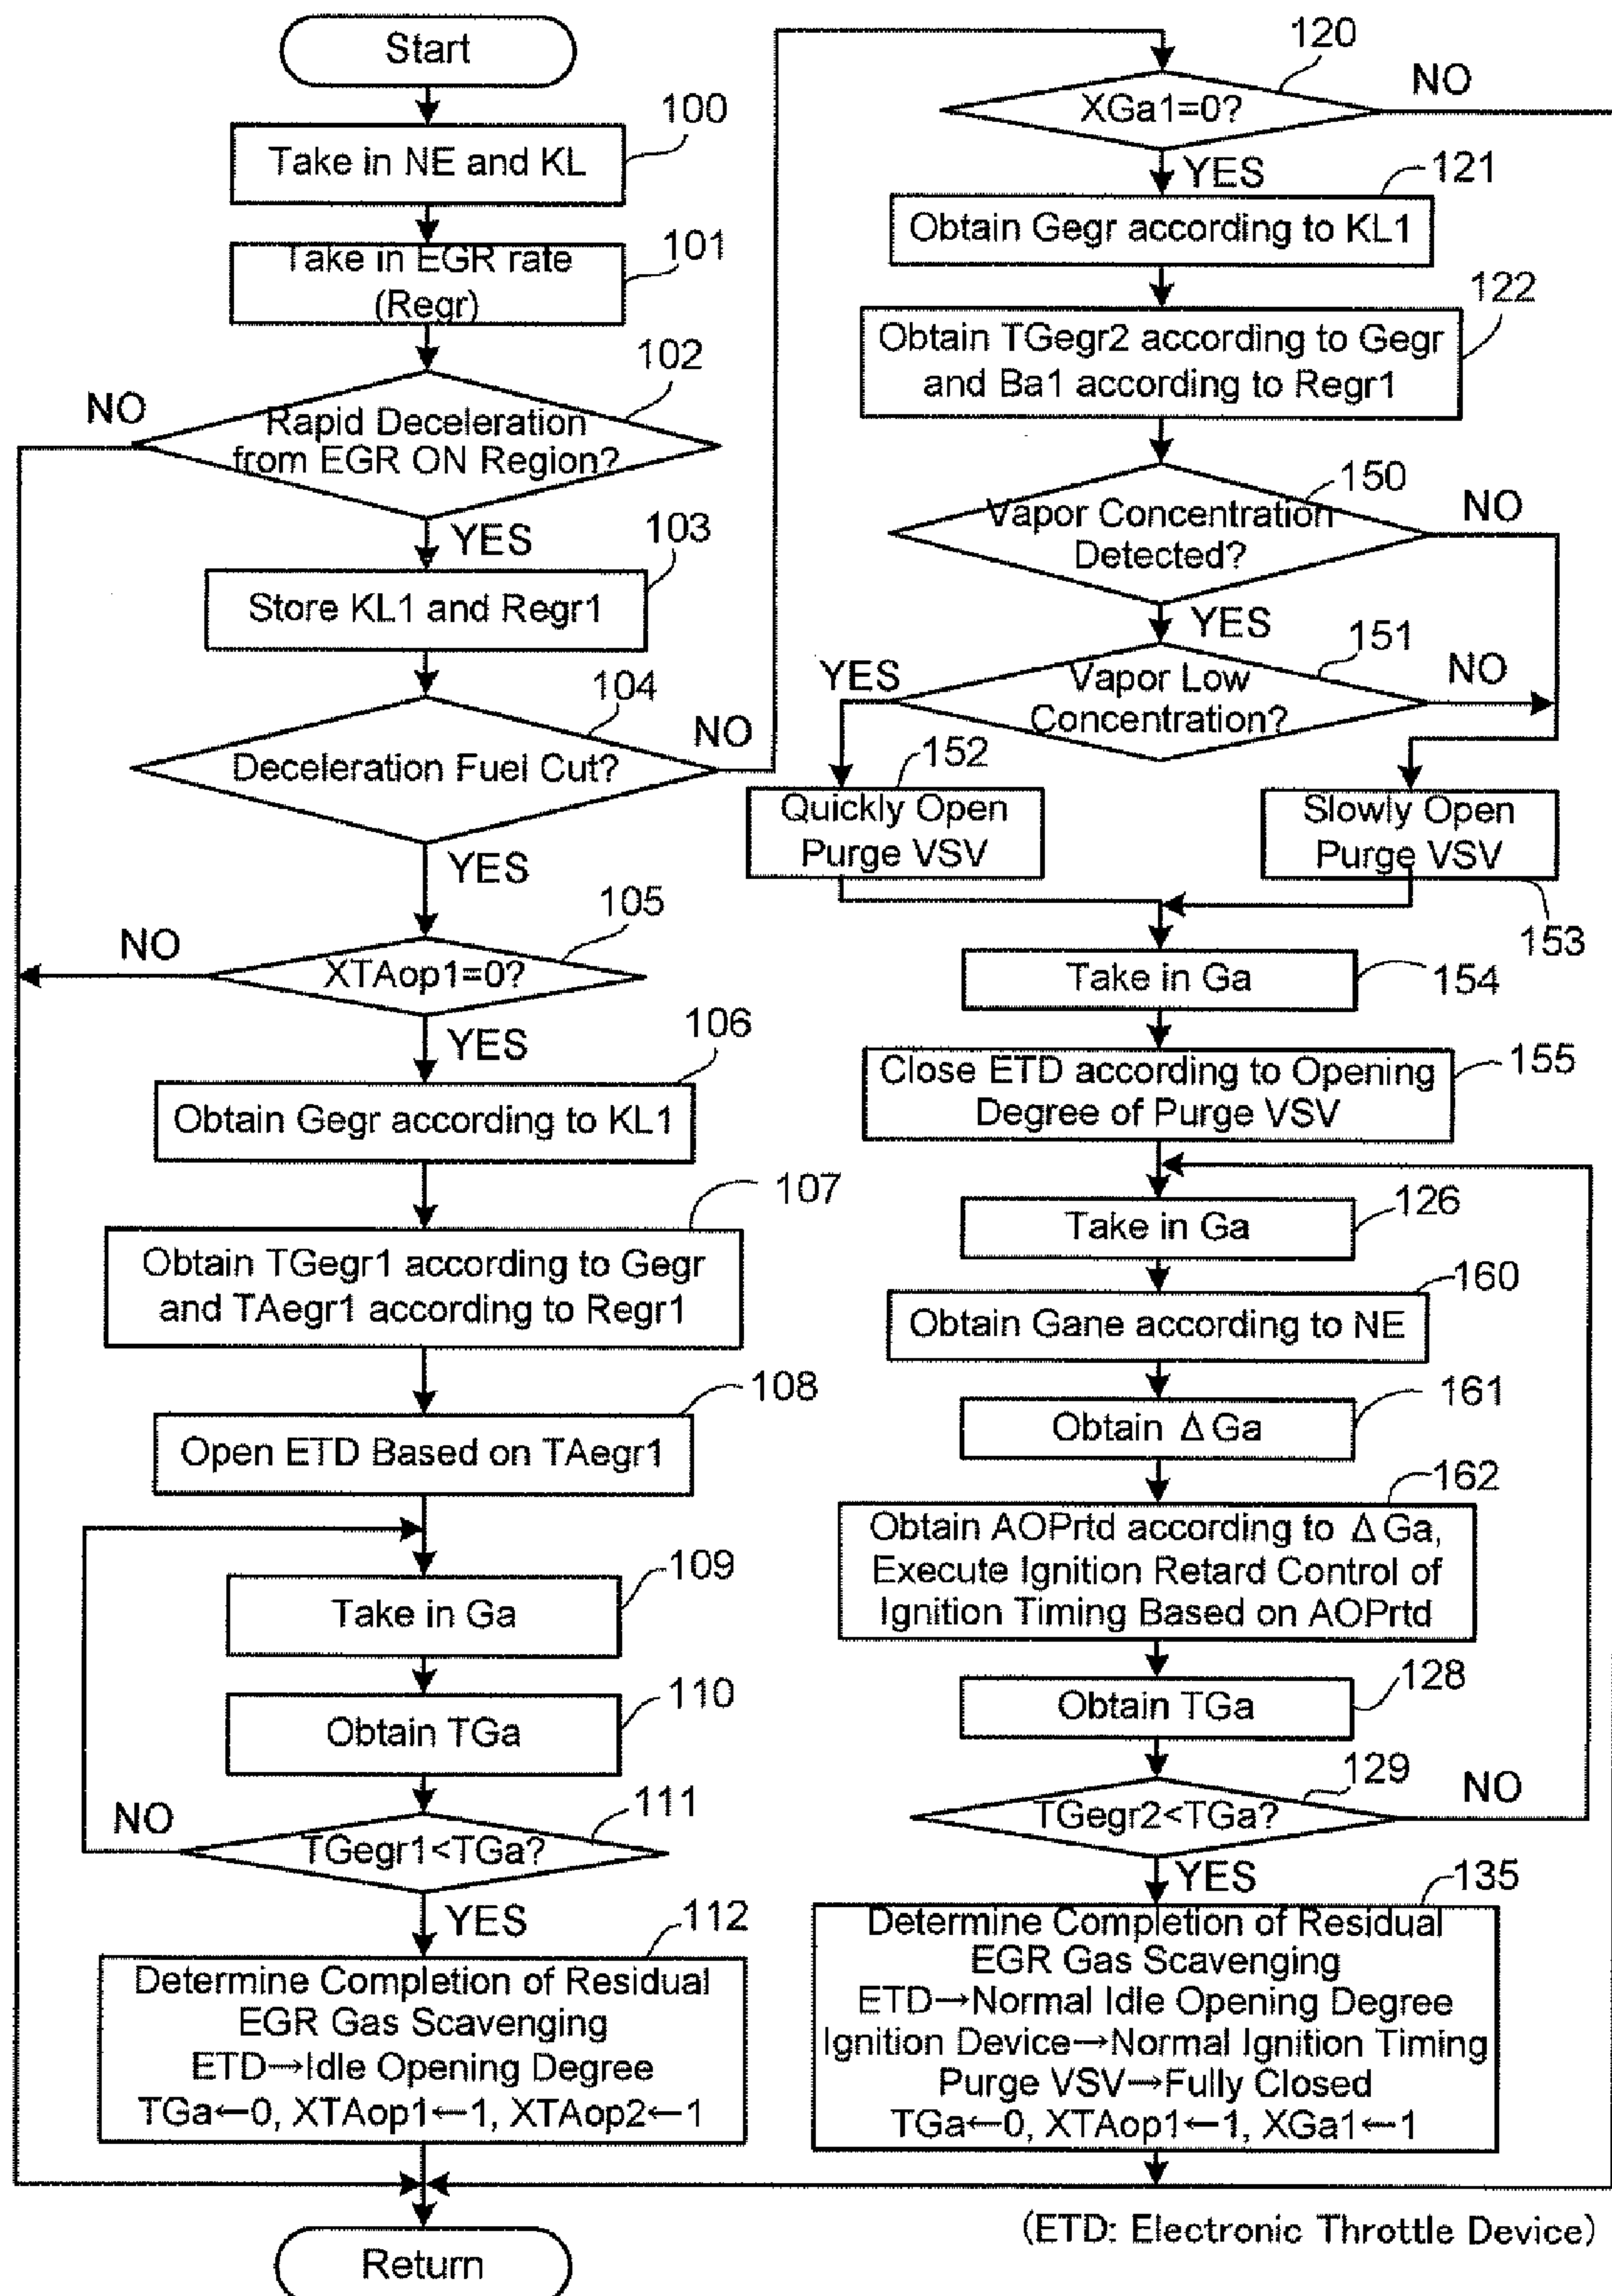 Start
100
Take in NE and KL
101
Take in EGR rate
(Regr)
102
NO
Rapid Deceleration
from EGR ON Region?
YES
103
Store KL1 and Regr1
104
NO
Deceleration Fuel Cut?
YES
105
NO
XTAop1=0?
YES
106
Obtain Gegr according to KL1
107
Obtain TGegr1 according to Gegr
and TAegr1 according to Regr1
108
Open ETD Based on TAegr1
109
Take in Ga
110
Obtain TGa
111
NO
TGegr1<TGa?
YES
112
Determine Completion of Residual
EGR Gas Scavenging
ETD→Idle Opening Degree
TGa←0, XTAop1←1, XTAop2←1
Return
120
NO
XGa1=0?
YES
121
Obtain Gegr according to KL1
122
Obtain TGegr2 according to Gegr
and Ba1 according to Regr1
150
NO
Vapor Concentration
Detected?
YES
151
YES
NO
Vapor Low
Concentration?
152
Quickly Open
Purge VSV
Slowly Open
Purge VSV
153
Take in Ga
154
Close ETD according to Opening
Degree of Purge VSV
155
126
Take in Ga
160
Obtain Gane according to NE
161
Obtain ΔGa
162
Obtain AOPrtd according to ΔGa,
Execute Ignition Retard Control of
Ignition Timing Based on AOPrtd
128
Obtain TGa
129
NO
TGegr2<TGa?
YES
135
Determine Completion of Residual
EGR Gas Scavenging
ETD→Normal Idle Opening Degree
Ignition Device→Normal Ignition Timing
Purge VSV→Fully Closed
TGa←0, XTAop1←1, XGa1←1
(ETD: Electronic Throttle Device)